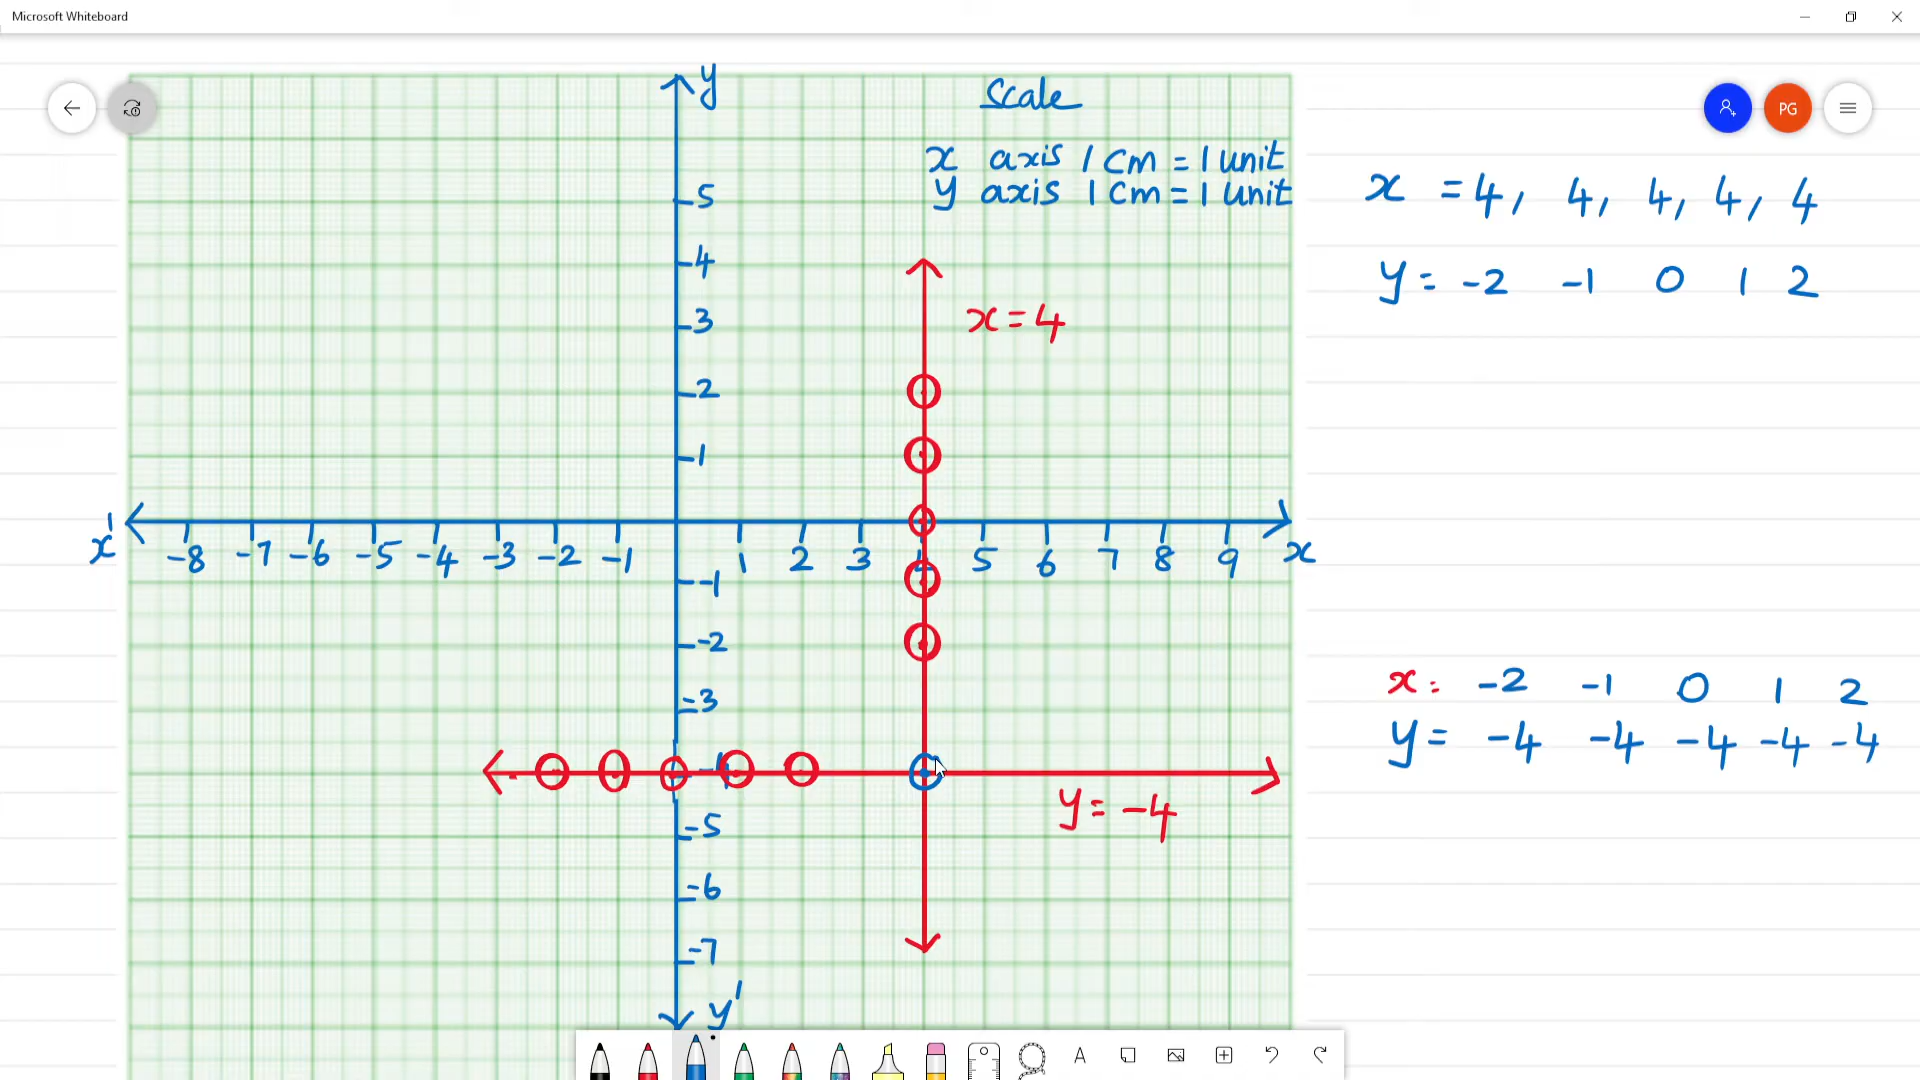 Microsoft Whiteboard
y
Scale
PG
x axis 1 cm = 1 unit
y axis 1 cm = 1 unit
x = 4, 4, 4, 4, 4
y = -2 -1 0 1 2
5
4
3
x = 4
2
1
x'
-8 -7 -6 -5 -4 -3 -2 -1 1 2 3 4 5 6 7 8 9 x
-1
-2
-3
x = -2 -1 0 1 2
y = -4 -4 -4 -4 -4
-4
y = -4
-5
-6
-7
y'
A